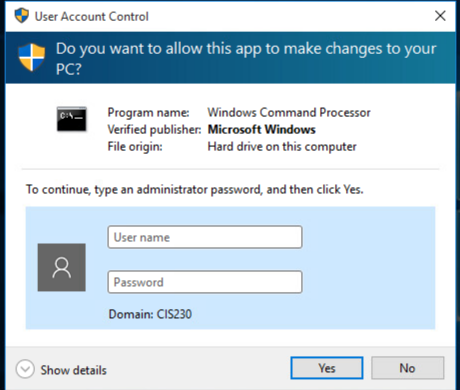 User Account Control
Do you want to allow this app to make changes to your
PC?
C:\_
Program name: Windows Command Processor
Verified publisher: Microsoft Windows
File origin: Hard drive on this computer
To continue, type an administrator password, and then click Yes.
User name
Password
Domain: CIS230
Show details Yes No